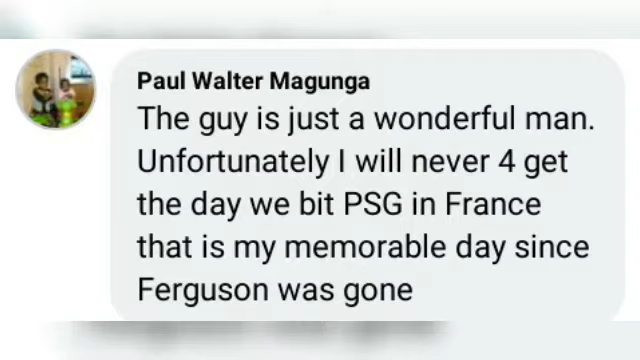 Paul Walter Magunga
The guy is just a wonderful man.
Unfortunately I will never 4 get
the day we bit PSG in France
that is my memorable day since
Ferguson was gone